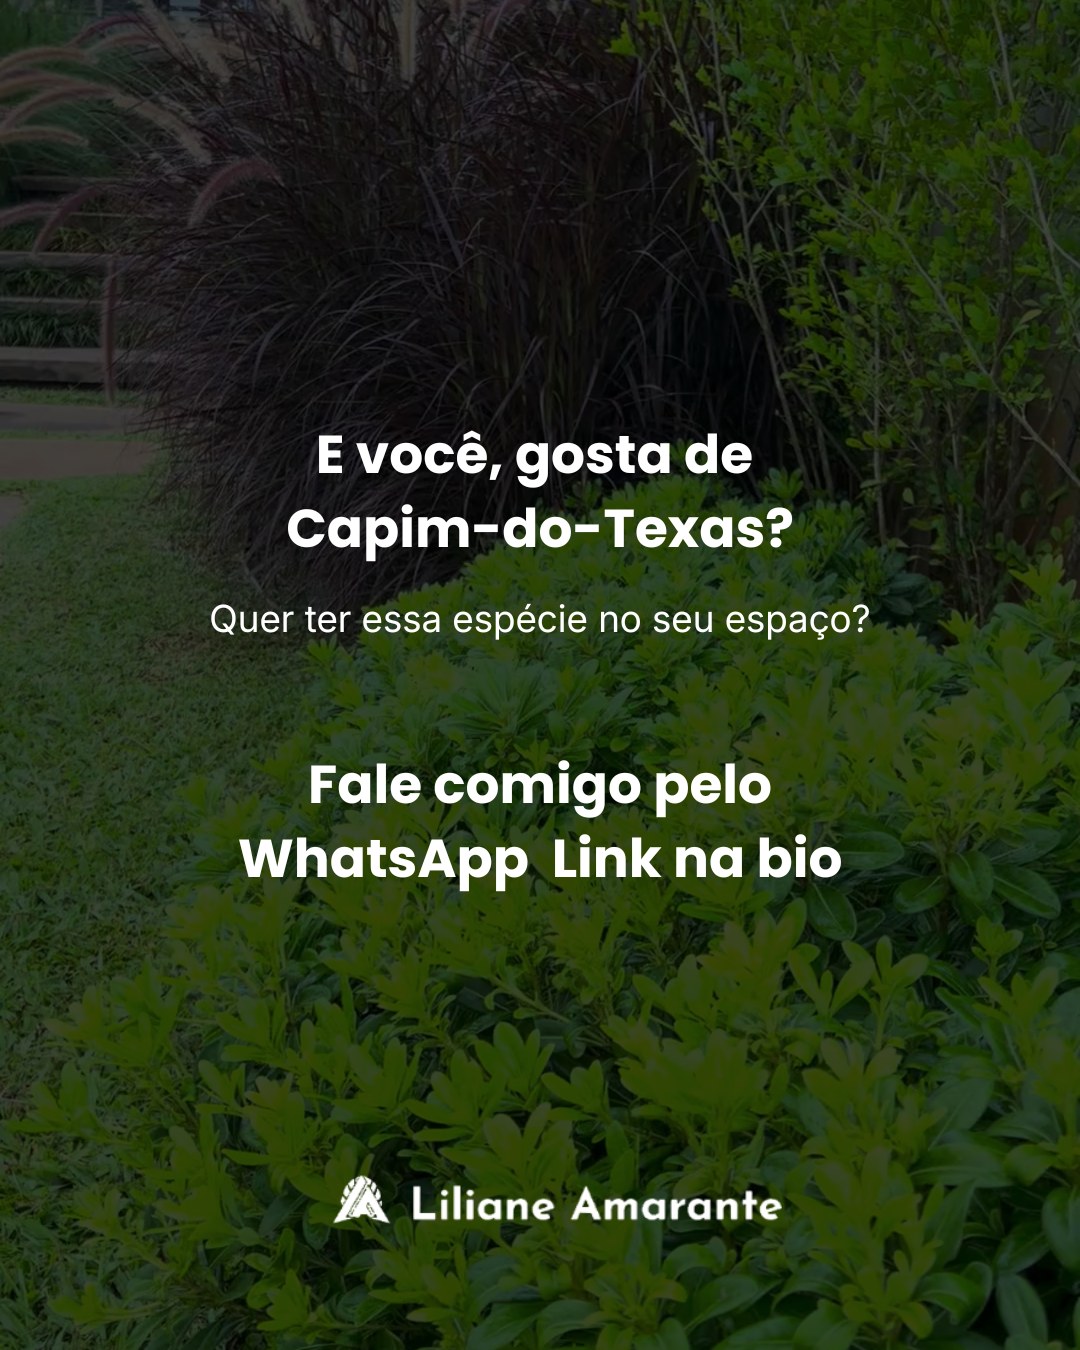 E você, gosta de
Capim-do-Texas?
Quer ter essa espécie no seu espaço?
Fale comigo pelo
WhatsApp  Link na bio
Liliane Amarante